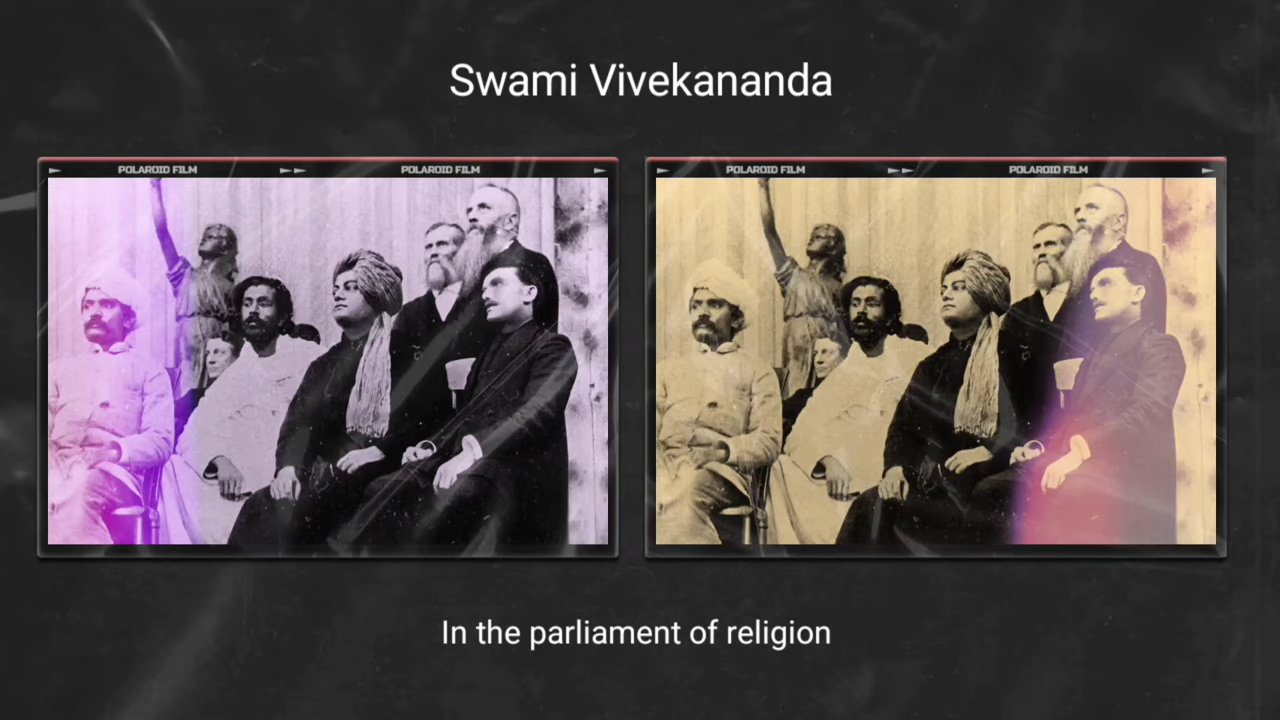 Swami Vivekananda
POLAROID FILM POLAROID FILM POLAROID FILM POLAROID FILM
In the parliament of religion